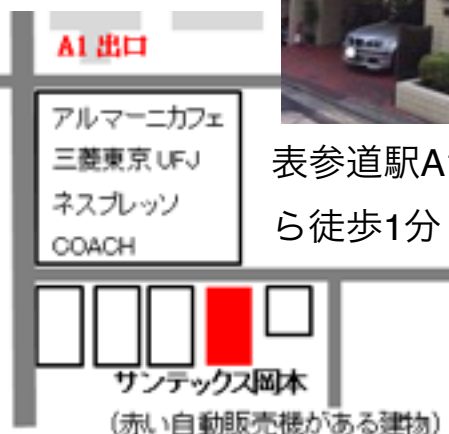 A1 出口
アルマーニカフェ
三菱東京 UFJ
ネスプレッソ
COACH
表参道駅A
ら徒歩1分
サンテックス岡本
(赤い自動販売機がある建物)